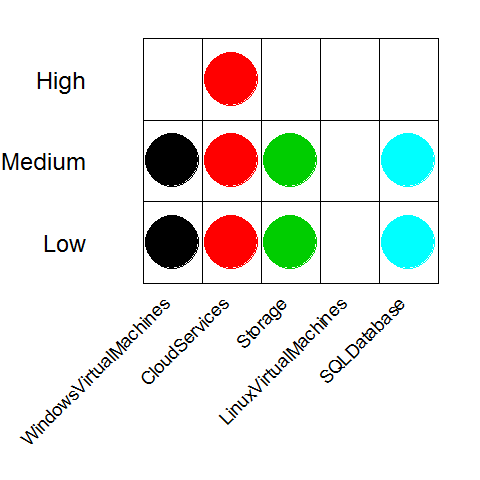 High
Medium
Low
WindowsVirtualMachines
CloudServices
Storage
LinuxVirtualMachines
SQLDatabase